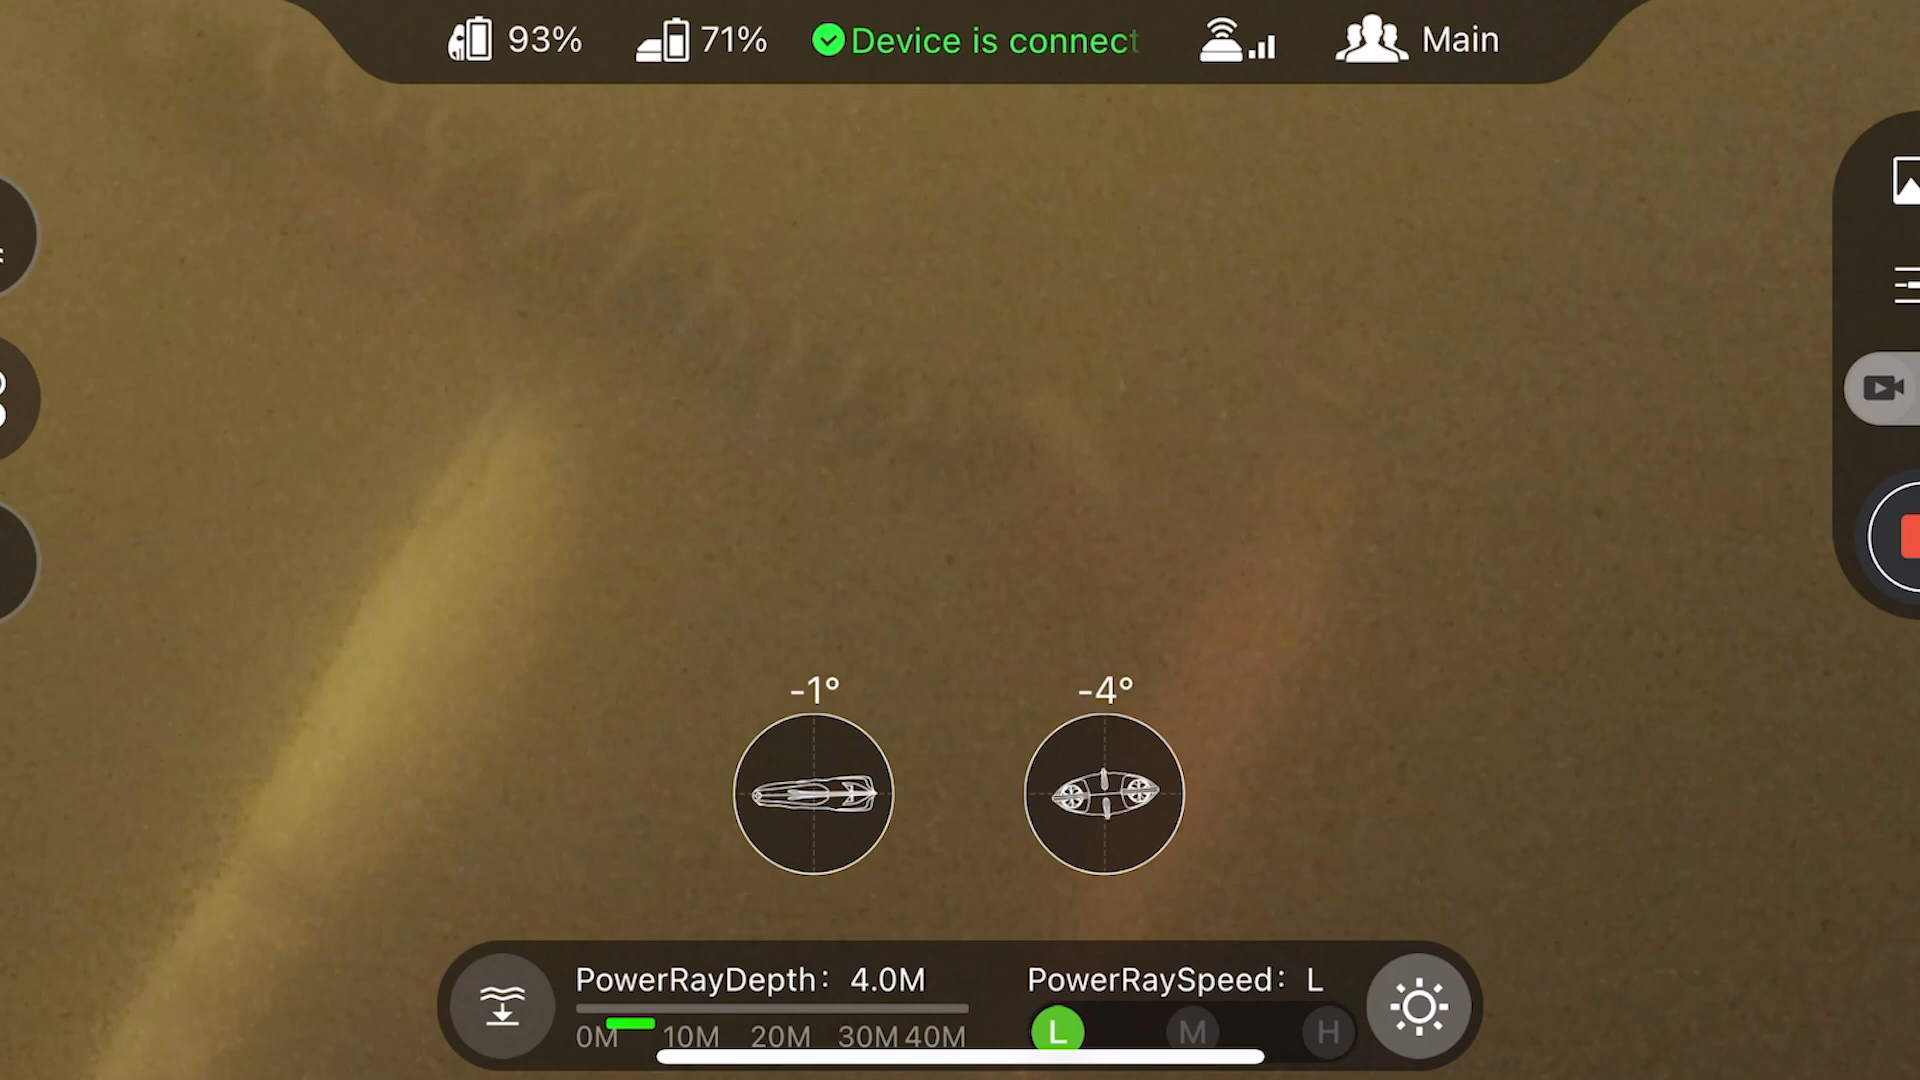 93% 71% Device is connect Main
-1° -4°
PowerRayDepth: 4.0M PowerRaySpeed: L
0M 10M 20M 30M 40M L M H